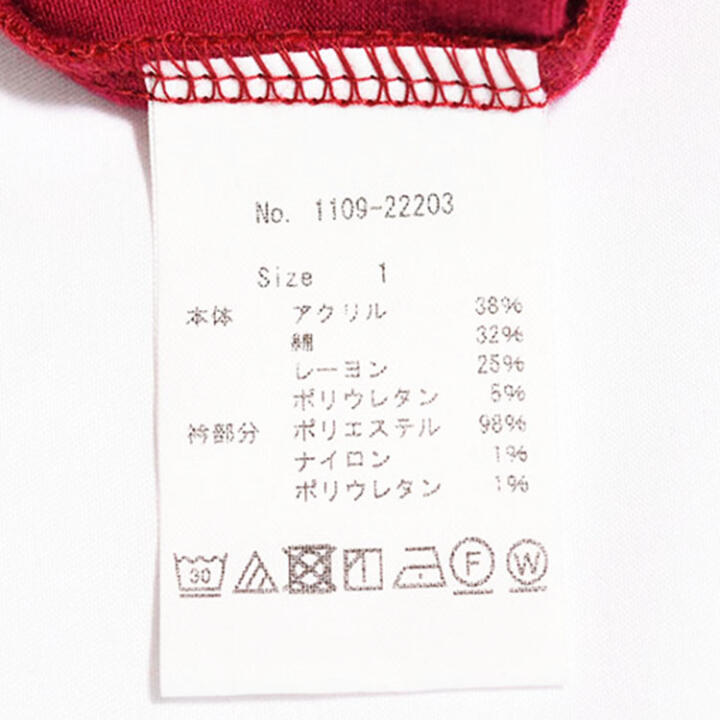 No. 1109-22203
Size 1
本体 アクリル 38%
綿 32%
レーヨン 25%
ポリウレタン 5%
衿部分 ポリエステル 98%
ナイロン 1%
ポリウレタン 1%
30 F W